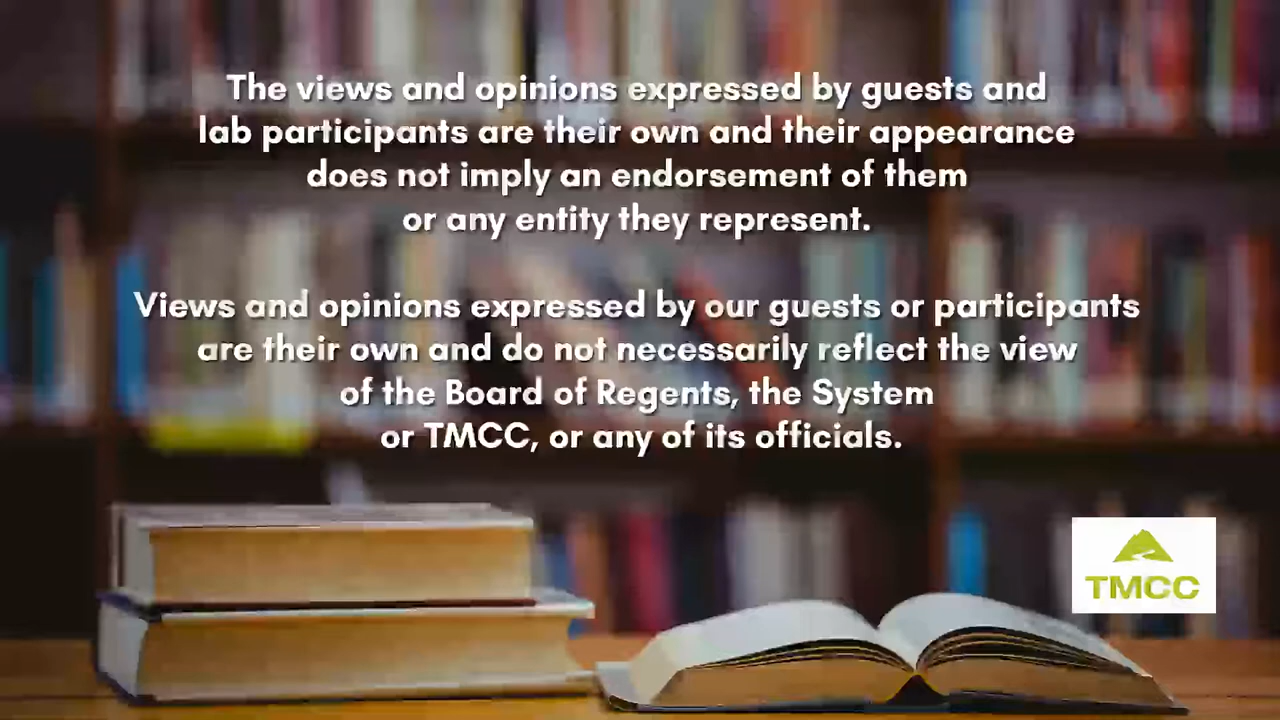 The views and opinions expressed by guests and
lab participants are their own and their appearance
does not imply an endorsement of them
or any entity they represent.
Views and opinions expressed by our guests or participants
are their own and do not necessarily reflect the view
of the Board of Regents, the System
or TMCC, or any of its officials.
TMCC